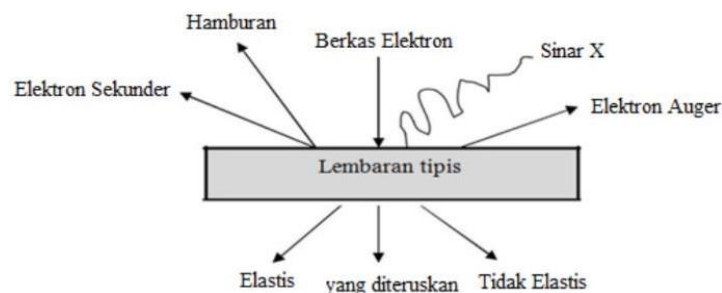 Hamburan
Berkas Elektron
Sinar X
Elektron Sekunder
Elektron Auger
Lembaran tipis
Elastis
yang diteruskan
Tidak Elastis